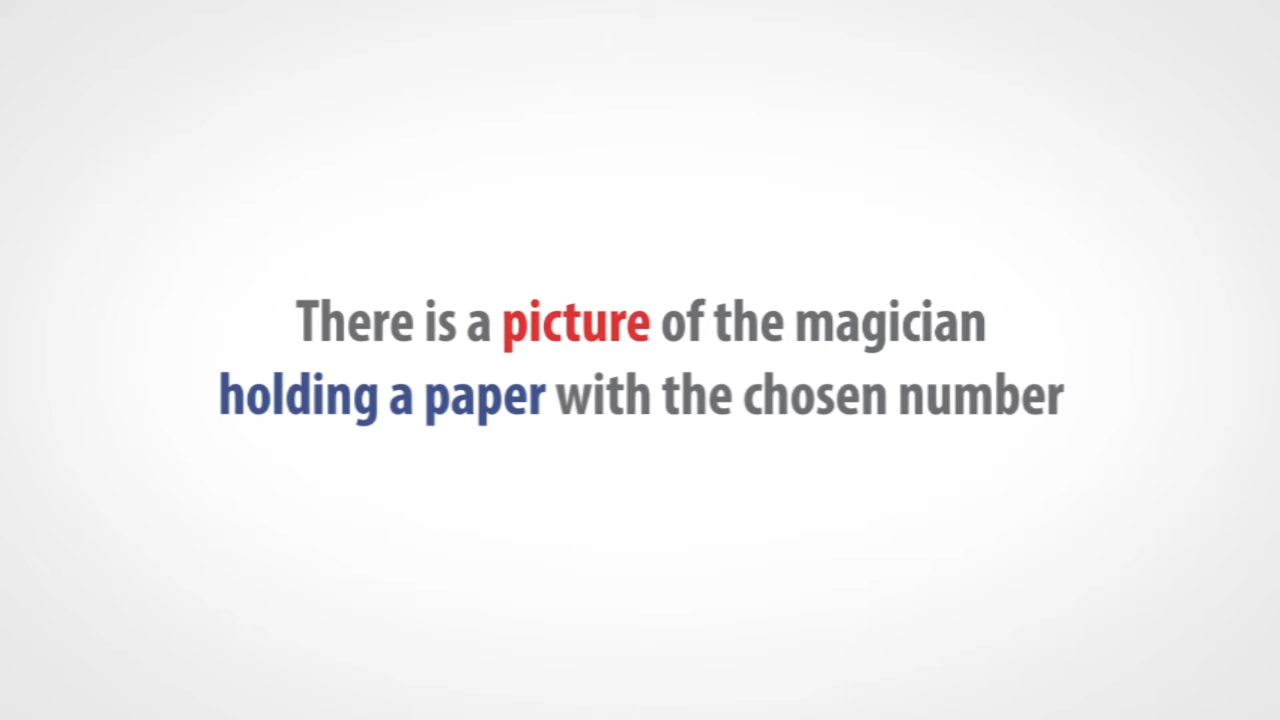 There is a picture of the magician
holding a paper with the chosen number